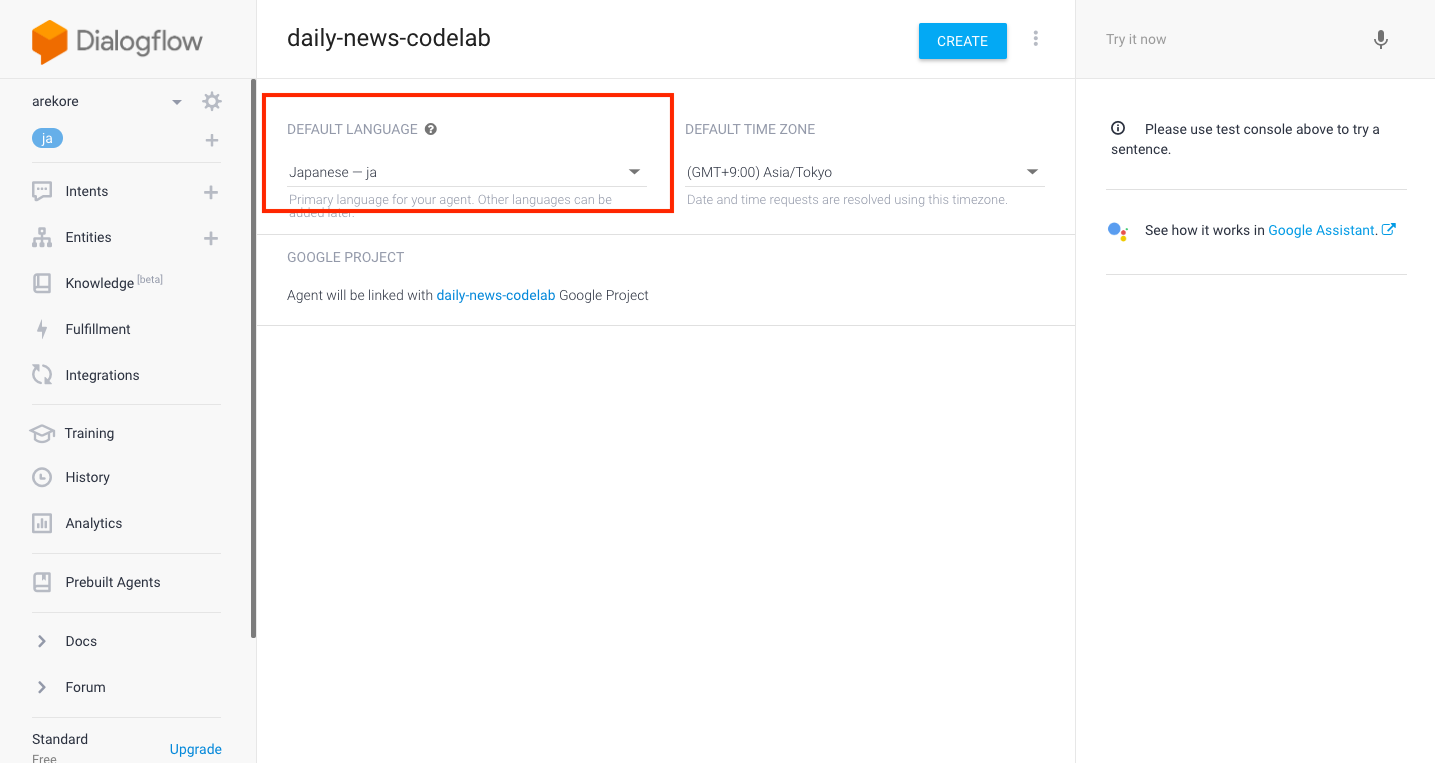 Dialogflow
arekore
ja
Intents
Entities
Knowledge [beta]
Fulfillment
Integrations
Training
History
Analytics
Prebuilt Agents
Docs
Forum
Standard
Free
Upgrade
daily-news-codelab
CREATE
DEFAULT LANGUAGE
Japanese — ja
Primary language for your agent. Other languages can be
added later.
DEFAULT TIME ZONE
(GMT+9:00) Asia/Tokyo
Date and time requests are resolved using this timezone.
GOOGLE PROJECT
Agent will be linked with daily-news-codelab Google Project
Try it now
Please use test console above to try a
sentence.
See how it works in Google Assistant.